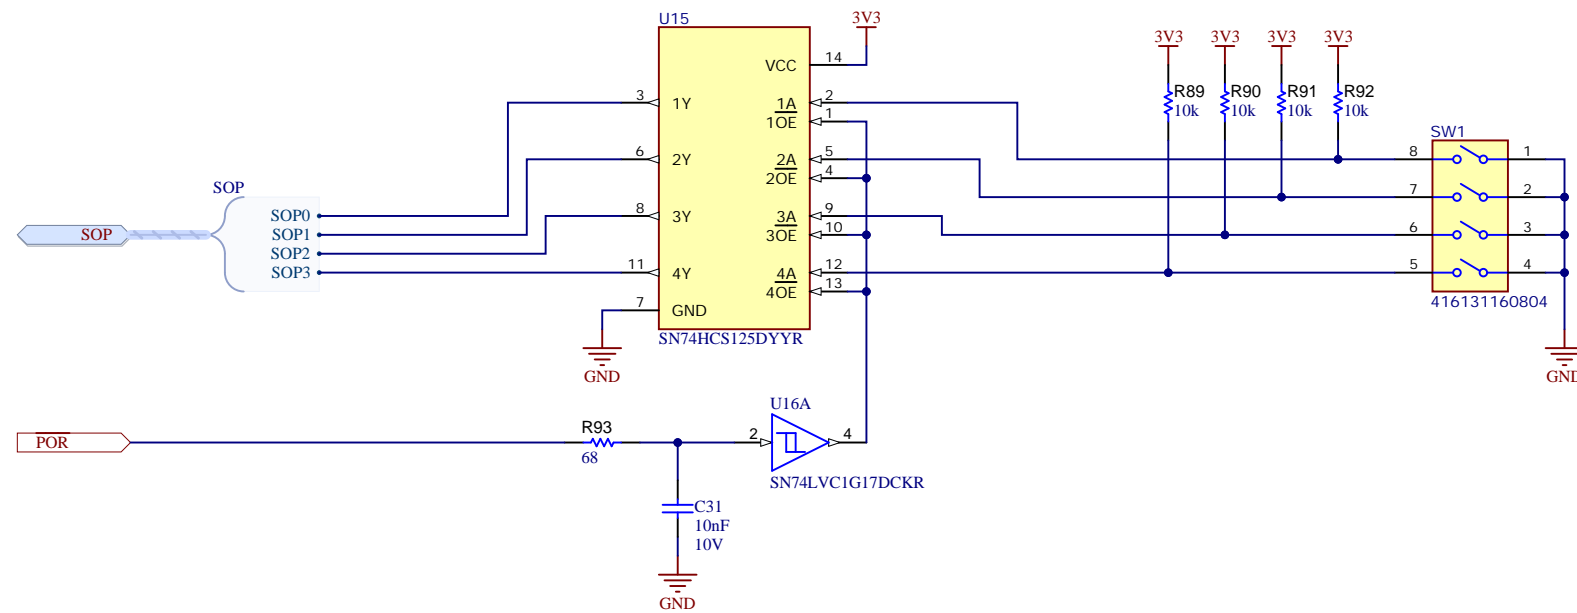 U15
3V3
VCC
14
3
1Y
1A
2
1OE
1
6
2Y
2A
5
2OE
4
8
3Y
3A
9
3OE
10
11
4Y
4A
12
4OE
13
7
GND
SN74HCS125DYYR
GND
SOP
SOP
SOP0
SOP1
SOP2
SOP3
3V3
3V3
3V3
3V3
R89
10k
R90
10k
R91
10k
R92
10k
SW1
8
1
7
2
6
3
5
4
416131160804
GND
POR
R93
68
U16A
2
4
SN74LVC1G17DCKR
C31
10nF
10V
GND